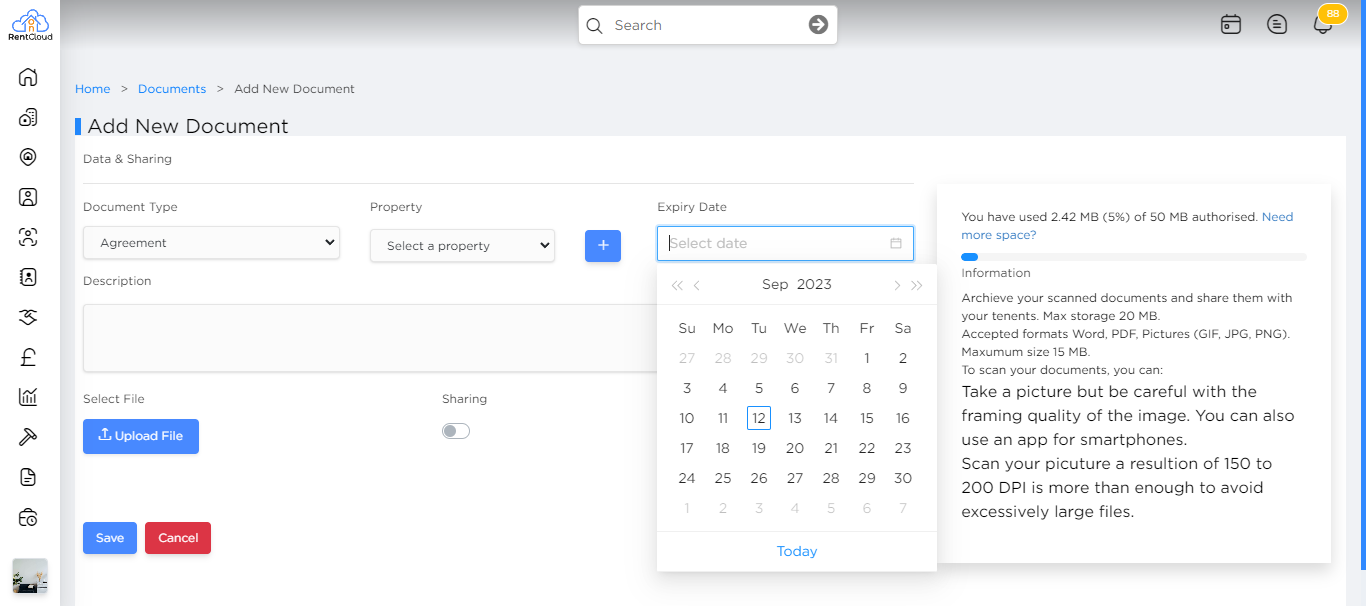 RentCloud
Search
88
Home > Documents > Add New Document
Add New Document
Data & Sharing
Document Type
Property
Expiry Date
Agreement
Select a property
+
Select date
Description
Sep 2023
Su Mo Tu We Th Fr Sa
27 28 29 30 31 1 2
3 4 5 6 7 8 9
10 11 12 13 14 15 16
17 18 19 20 21 22 23
24 25 26 27 28 29 30
1 2 3 4 5 6 7
Today
Select File
Sharing
Upload File
Save
Cancel
You have used 2.42 MB (5%) of 50 MB authorised. Need
more space?
Information
Archieve your scanned documents and share them with
your tenents. Max storage 20 MB.
Accepted formats Word, PDF, Pictures (GIF, JPG, PNG).
Maxumum size 15 MB.
To scan your documents, you can:
Take a picture but be careful with the
framing quality of the image. You can also
use an app for smartphones.
Scan your picuture a resultion of 150 to
200 DPI is more than enough to avoid
excessively large files.